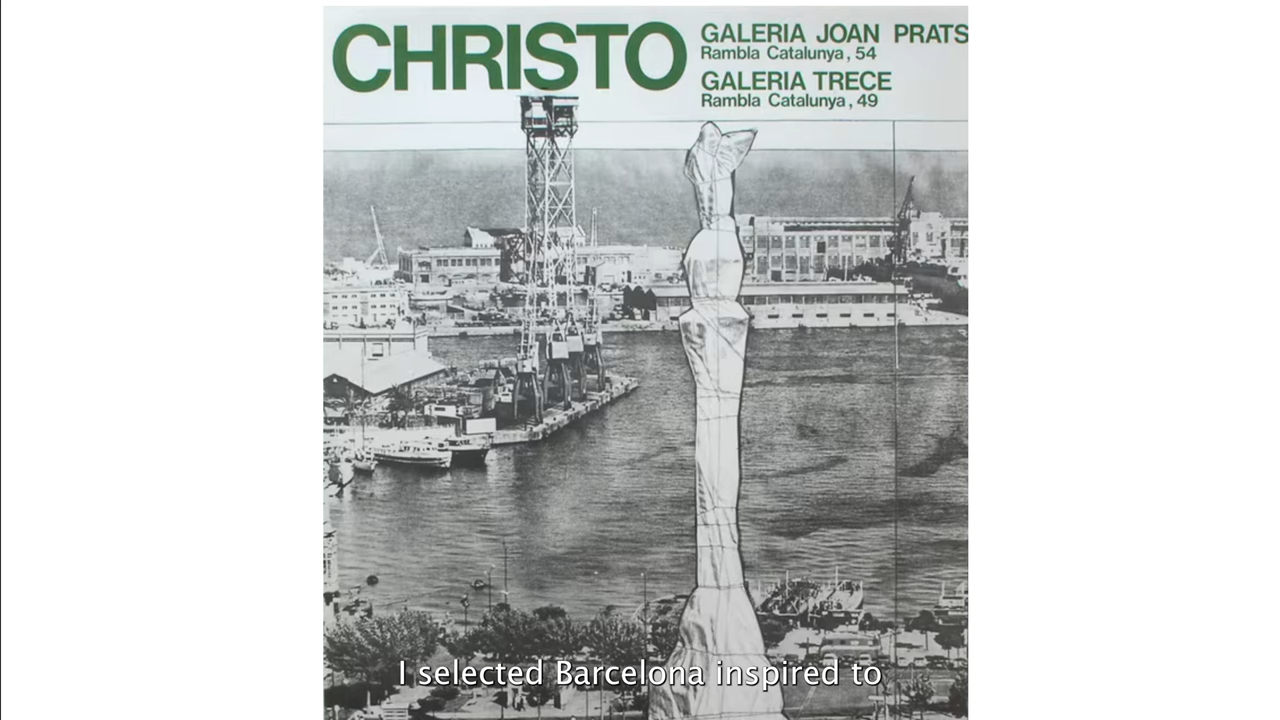 CHRISTO
GALERIA JOAN PRATS
Rambla Catalunya, 54
GALERIA TRECE
Rambla Catalunya, 49
I selected Barcelona inspired to